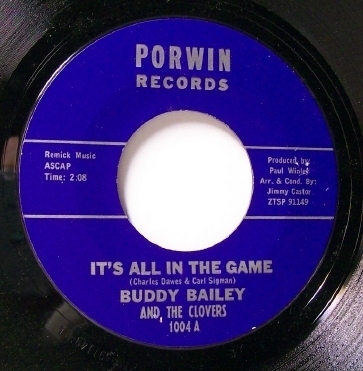 PORWIN
RECORDS
Remick Music
ASCAP
Time: 2:08
Produced by:
Paul Winley
Arr. & Cond. By:
Jimmy Castor
ZTSP 91149
IT'S ALL IN THE GAME
(Charles Dawes & Carl Sigman)
BUDDY BAILEY
AND THE CLOVERS
1004 A